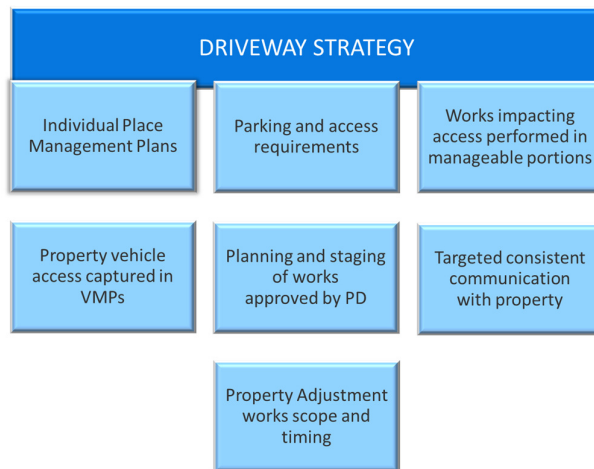 DRIVEWAY STRATEGY
Individual Place
Management Plans
Parking and access
requirements
Works impacting
access performed in
manageable portions
Property vehicle
access captured in
VMPs
Planning and staging
of works
approved by PD
Targeted consistent
communication
with property
Property Adjustment
works scope and
timing